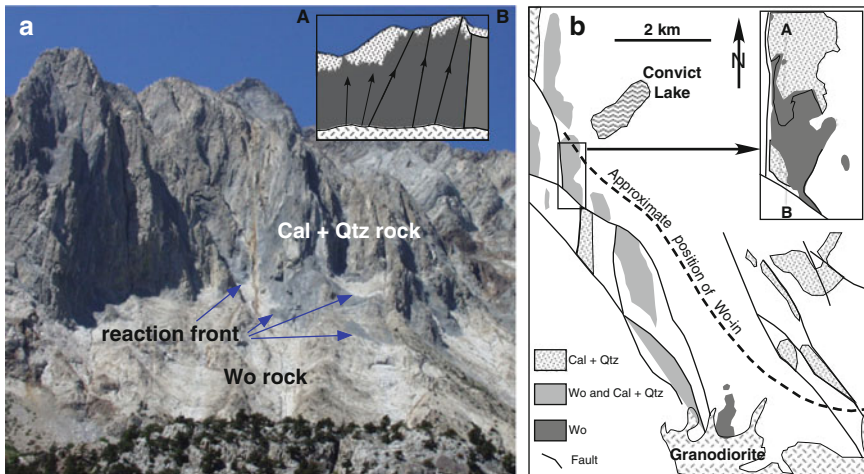 a
A
B
Cal + Qtz rock
reaction front
Wo rock
b
2 km
N
Convict
Lake
Approximate
position of
Wo-in
A
B
Cal + Qtz
Wo and Cal + Qtz
Wo
Fault
Granodiorite